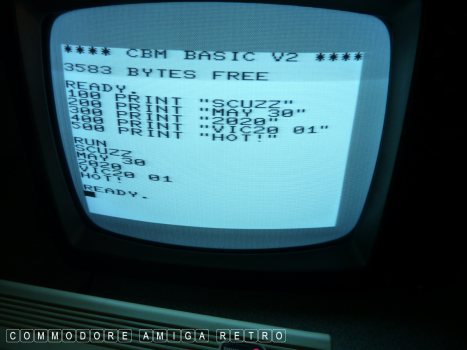 **** CBM BASIC V2 ****
3583 BYTES FREE
READY.
100 PRINT "SCUZZ"
200 PRINT "MAY 30"
300 PRINT "2020"
400 PRINT "VIC20 01"
500 PRINT "HOT!"
RUN
SCUZZ
MAY 30
2020
VIC20 01
HOT!
READY.
COMMODORE AMIGA RETRO